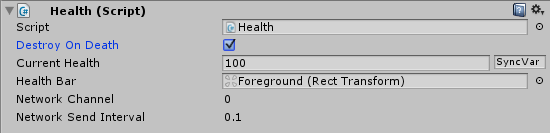 Health (Script)
Script Health
Destroy On Death
Current Health 100 SyncVar
Health Bar Foreground (Rect Transform)
Network Channel 0
Network Send Interval 0.1